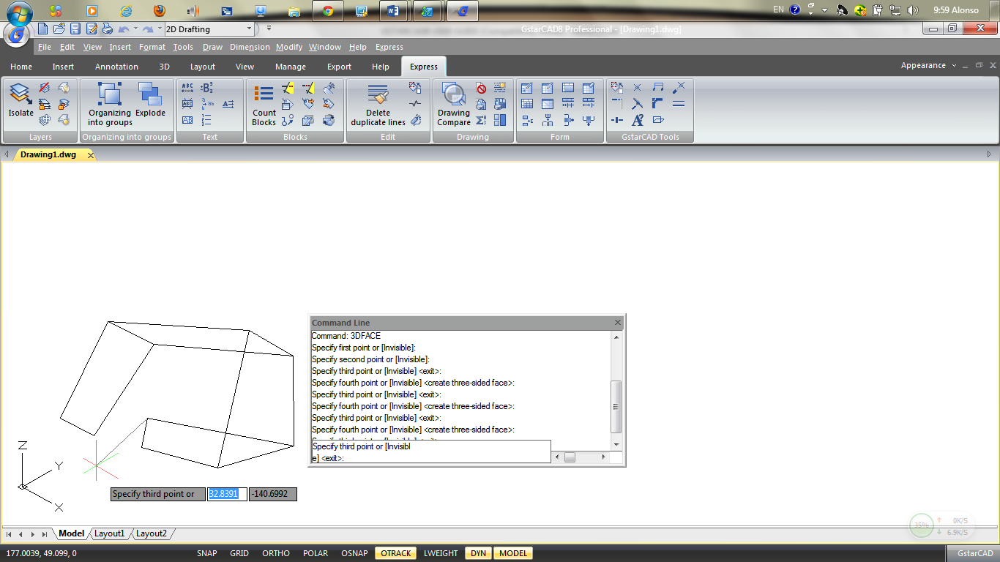 EN
9:59 Alonso
2D Drafting
GstarCAD8 Professional - [Drawing1.dwg]
File Edit View Insert Format Tools Draw Dimension Modify Window Help Express
Home Insert Annotation 3D Layout View Manage Export Help Express
Appearance
Isolate
Organizing into groups
Explode
Count Blocks
Delete duplicate lines
Drawing Compare
Layers
Organizing into groups
Text
Blocks
Edit
Drawing
Form
GstarCAD Tools
Drawing1.dwg
Command Line
Command: 3DFACE
Specify first point or [Invisible]:
Specify second point or [Invisible]:
Specify third point or [Invisible] <exit>:
Specify fourth point or [Invisible] <create three-sided face>:
Specify third point or [Invisible] <exit>:
Specify fourth point or [Invisible] <create three-sided face>:
Specify third point or [Invisible] <exit>:
Specify fourth point or [Invisible] <create three-sided face>:
Specify third point or [Invisibl
e] <exit>:
Z
Y
X
Specify third point or 32.8391 -140.6992
35%
0K/S
6.9K/S
Model Layout1 Layout2
177.0039, 49.099, 0
SNAP GRID ORTHO POLAR OSNAP OTRACK LWEIGHT DYN MODEL
GstarCAD